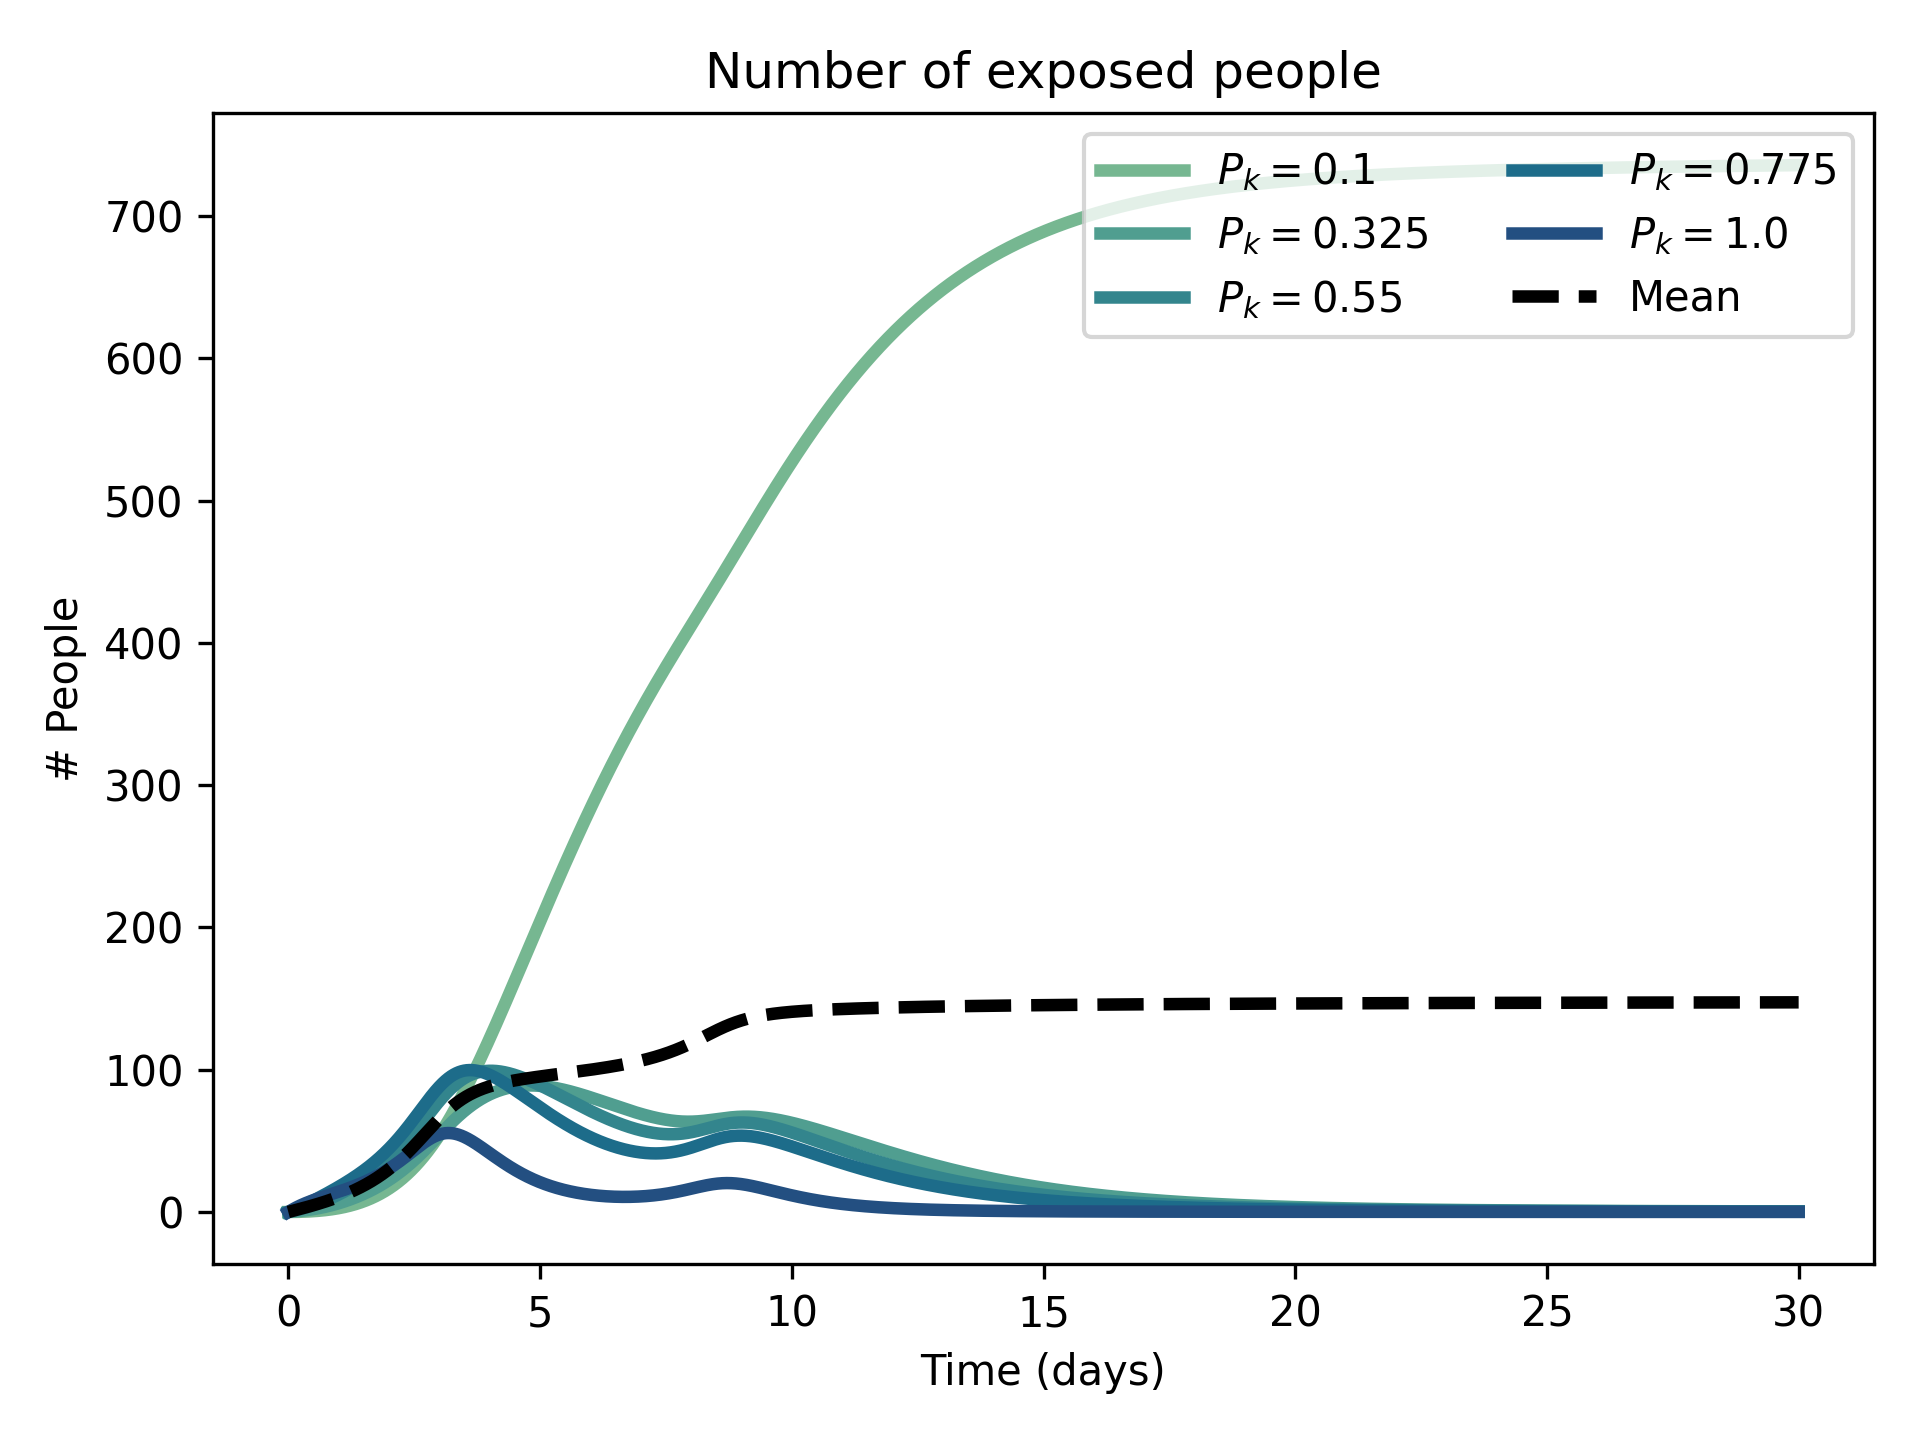 Number of exposed people
P_k = 0.1
P_k = 0.325
P_k = 0.55
P_k = 0.775
P_k = 1.0
Mean
# People
700
600
500
400
300
200
100
0
0 5 10 15 20 25 30
Time (days)